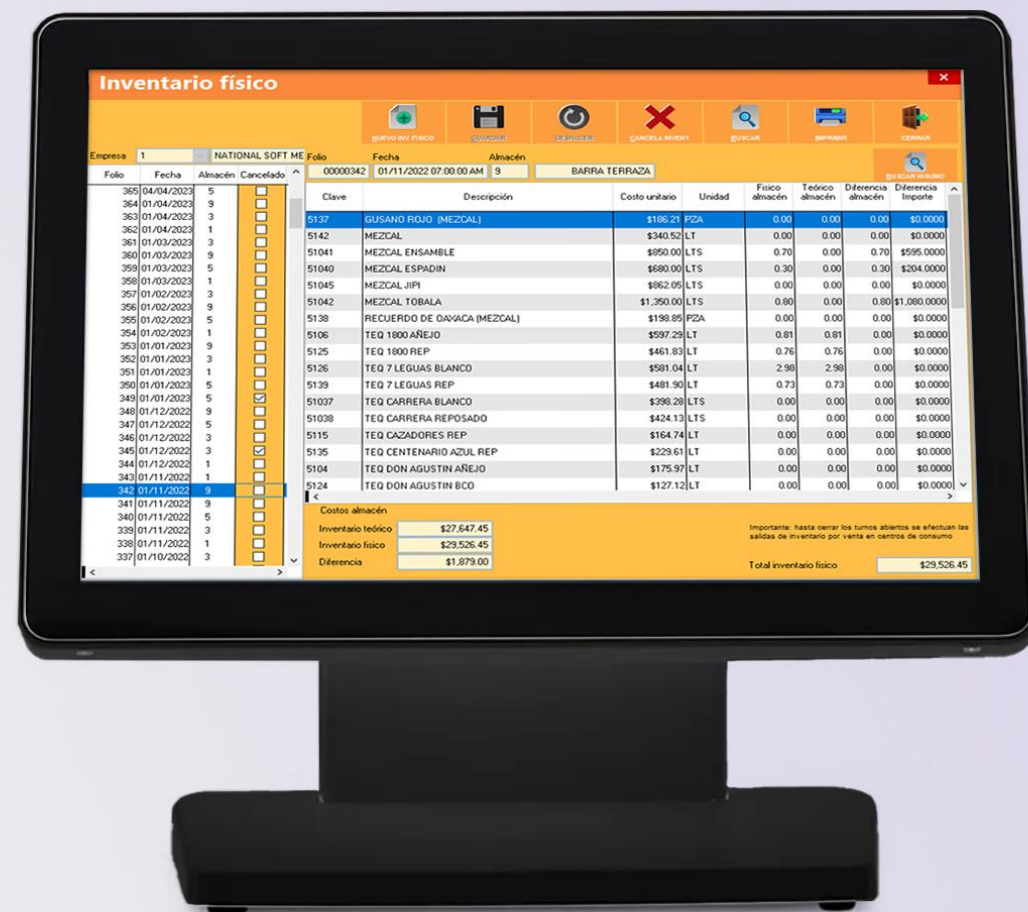 Inventario físico
NUEVO INV FISICO GUARDAR DESHACER CANCELA INVENT. BUSCAR IMPRIMIR CERRAR
Empresa 1 NATIONAL SOFT ME
Folio Fecha Almacén
00000342 01/11/2022 07:00:00 AM 9 BARRA TERRAZA
BUSCAR INSUMO
Folio Fecha Almacén Cancelado
365 04/04/2023 5
364 01/04/2023 9
363 01/04/2023 3
362 01/04/2023 1
361 01/03/2023 3
360 01/03/2023 9
359 01/03/2023 5
358 01/03/2023 1
357 01/02/2023 3
356 01/02/2023 9
355 01/02/2023 5
354 01/02/2023 1
353 01/01/2023 9
352 01/01/2023 3
351 01/01/2023 1
350 01/01/2023 5
349 01/01/2023 5
348 01/12/2022 9
347 01/12/2022 5
346 01/12/2022 3
345 01/12/2022 3
344 01/12/2022 1
343 01/11/2022 1
342 01/11/2022 9
341 01/11/2022 9
340 01/11/2022 5
339 01/11/2022 3
338 01/11/2022 1
337 01/10/2022 3
Clave Descripción Costo unitario Unidad Físico almacén Teórico almacén Diferencia almacén Diferencia Importe
5137 GUSANO ROJO (MEZCAL) $186.21 PZA 0.00 0.00 0.00 $0.0000
5142 MEZCAL $340.52 LT 0.00 0.00 0.00 $0.0000
51041 MEZCAL ENSAMBLE $850.00 LTS 0.70 0.00 0.70 $595.0000
51040 MEZCAL ESPADIN $680.00 LTS 0.30 0.00 0.30 $204.0000
51045 MEZCAL JIPI $862.05 LTS 0.00 0.00 0.00 $0.0000
51042 MEZCAL TOBALA $1,350.00 LTS 0.80 0.00 0.80 $1,080.0000
5138 RECUERDO DE OAXACA (MEZCAL) $198.85 PZA 0.00 0.00 0.00 $0.0000
5106 TEQ 1800 AÑEJO $597.29 LT 0.81 0.81 0.00 $0.0000
5125 TEQ 1800 REP $461.83 LT 0.76 0.76 0.00 $0.0000
5126 TEQ 7 LEGUAS BLANCO $581.04 LT 2.98 2.98 0.00 $0.0000
5139 TEQ 7 LEGUAS REP $481.90 LT 0.73 0.73 0.00 $0.0000
51037 TEQ CARRERA BLANCO $398.28 LTS 0.00 0.00 0.00 $0.0000
51038 TEQ CARRERA REPOSADO $424.13 LTS 0.00 0.00 0.00 $0.0000
5115 TEQ CAZADORES REP $164.74 LT 0.00 0.00 0.00 $0.0000
5135 TEQ CENTENARIO AZUL REP $229.61 LT 0.00 0.00 0.00 $0.0000
5104 TEQ DON AGUSTIN AÑEJO $175.97 LT 0.00 0.00 0.00 $0.0000
5124 TEQ DON AGUSTIN BCO $127.12 LT 0.00 0.00 0.00 $0.0000
Costos almacén
Inventario teórico $27,647.45
Inventario físico $29,526.45
Diferencia $1,879.00
Importante: hasta cerrar los turnos abiertos se efectuan las
salidas de inventario por venta en centros de consumo
Total inventario físico $29,526.45